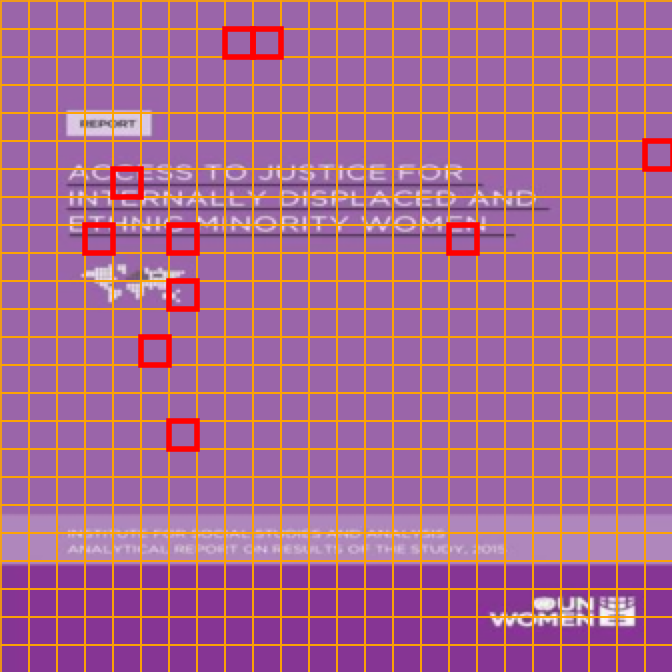 REPORT
ACCESS TO JUSTICE FOR
INTERNALLY DISPLACED AND
ETHNIC MINORITY WOMEN
INSTITUTE FOR SOCIAL STUDIES AND ANALYSIS
ANALYTICAL REPORT ON RESULTS OF THE STUDY, 2015
UN
WOMEN